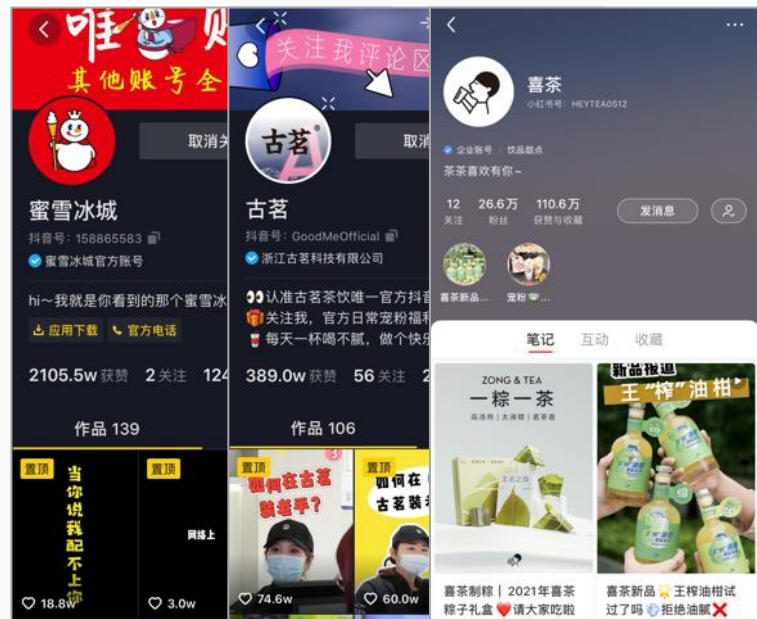 唯一
其他账号全
取消关
蜜雪冰城
抖音号: 158865583
蜜雪冰城官方账号
hi～我就是你看到的那个蜜雪冰
应用下载
官方电话
2105.5w获赞 2关注 124
作品 139
置顶
当你说我配不上你
18.8w
置顶
网络上
3.0w
关注我评论区
古茗®
取消
古茗
抖音号: GoodMeOfficial
浙江古茗科技有限公司
👀认准古茗茶饮唯一官方抖音
🎁关注我，官方日常宠粉福利
🥤每天一杯喝不腻，做个快乐
389.0w获赞 56关注 2
作品 106
置顶
如何在古茗
装老手?
74.6w
置顶
如何在
古茗装
60.0w
喜茶
小红书号: HEYTEA0512
企业账号 | 饮品甜点
茶茶喜欢有你~
12 26.6万 110.6万
关注 粉丝 获赞与收藏
发消息
喜茶新品... 宠粉
笔记 互动 收藏
ZONG & TEA
一粽一茶
新品报道
王“榨”油柑
喜茶制粽 | 2021年喜茶
粽子礼盒❤️请大家吃啦
喜茶新品🌟王榨油柑试
过了吗💦拒绝油腻❌